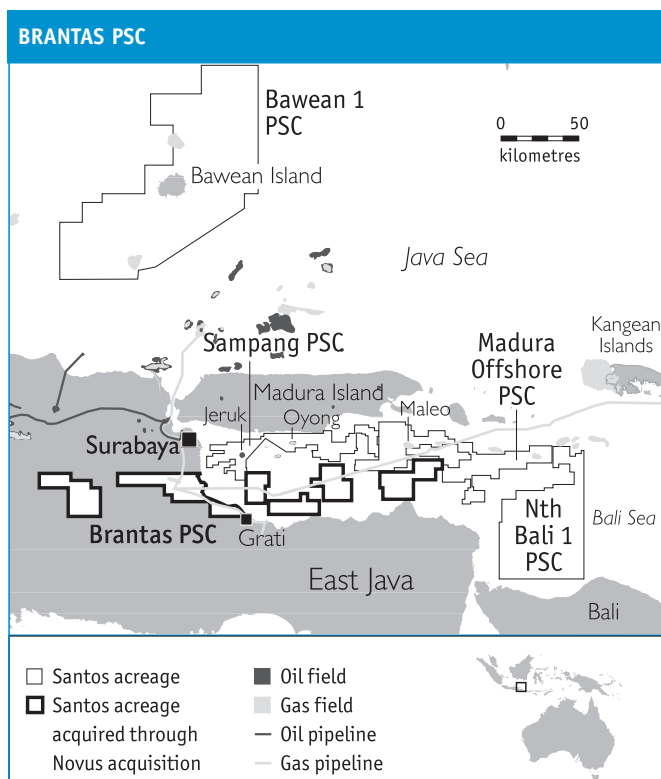 BRANTAS PSC
Bawean 1
PSC
0 50
kilometres
Bawean Island
Java Sea
Kangean
Islands
Sampang PSC
Madura
Offshore
PSC
Madura Island
Jeruk
Oyong
Maleo
Surabaya
Brantas PSC
Grati
Nth
Bali 1
PSC
Bali Sea
East Java
Bali
Santos acreage
Santos acreage
acquired through
Novus acquisition
Oil field
Gas field
Oil pipeline
Gas pipeline